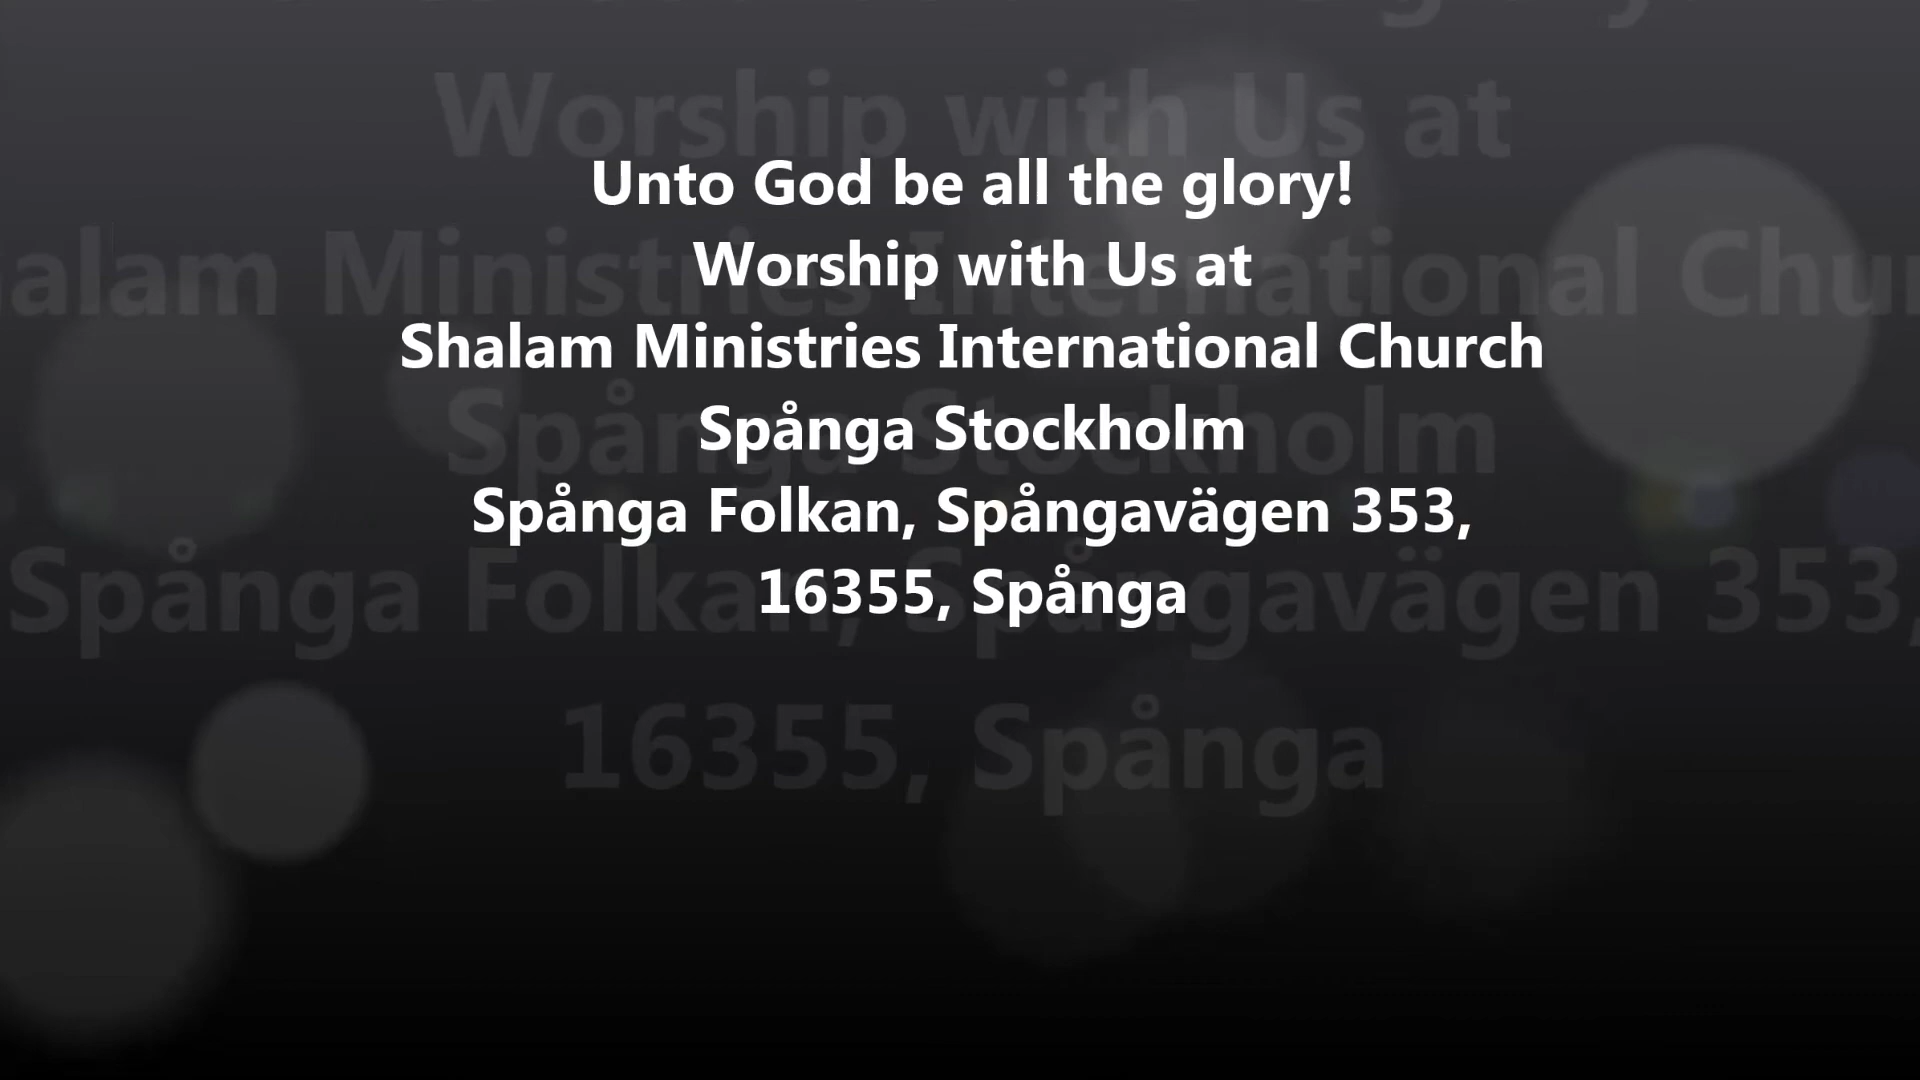 Unto God be all the glory!
Worship with Us at
Shalam Ministries International Church
Spånga Stockholm
Spånga Folkan, Spångavägen 353,
16355, Spånga